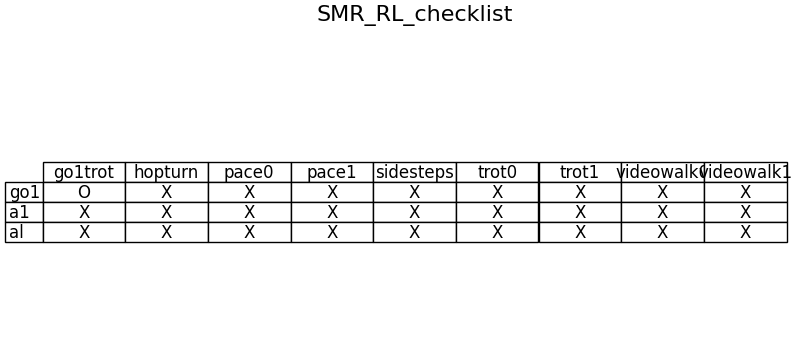 SMR_RL_checklist
go1trot hopturn pace0 pace1 sidesteps trot0 trot1 videowalk0 videowalk1
go1 O X X X X X X X X
a1 X X X X X X X X X
al X X X X X X X X X